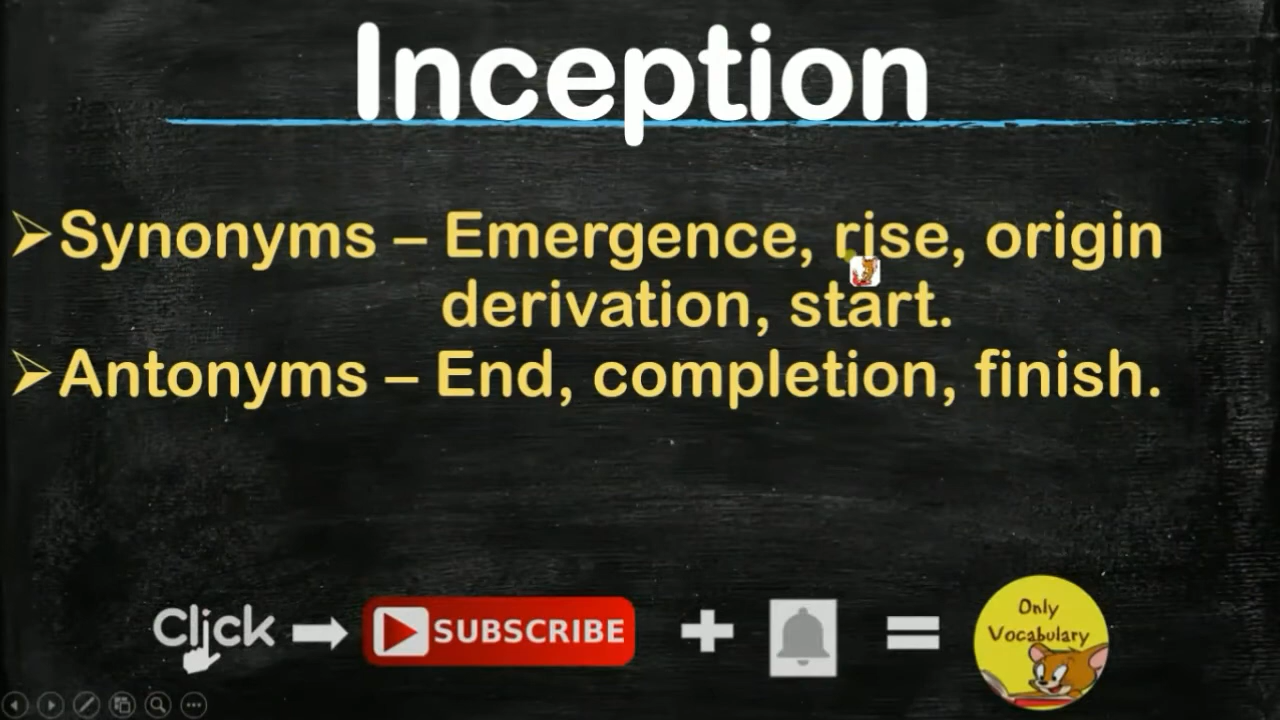 Inception
➢Synonyms – Emergence, rise, origin
derivation, start.
➢Antonyms – End, completion, finish.
Click
SUBSCRIBE
+
=
Only
Vocabulary